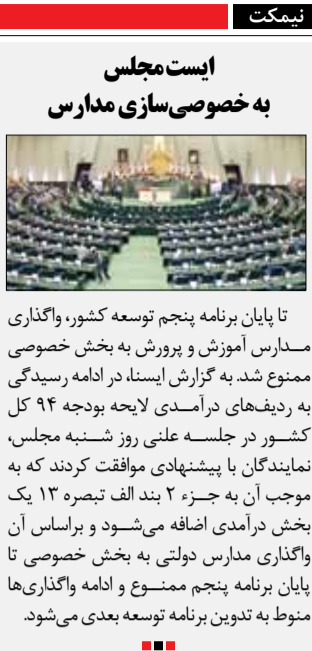 نیمکت
ایست مجلس
به خصوصی‌سازی مدارس
تا پایان برنامه پنجم توسعه کشور، واگذاری
مـدارس آموزش و پرورش به بخش خصوصی
ممنوع شد. به گزارش ایسنا، در ادامه رسیدگی
به ردیف‌های درآمـدی لایحه بودجه ۹۴ کل
کشـور در جلسـه علنی روز شـنبه مجلس،
نمایندگان با پیشنهادی موافقت کردند که به
موجب آن به جـزء ۲ بند الف تبصره ۱۳ یک
بخش درآمدی اضافه می‌شـود و براساس آن
واگذاری مدارس دولتی به بخش خصوصی تا
پایان برنامه پنجم ممنـوع و ادامه واگذاری‌ها
منوط به تدوین برنامه توسعه بعدی می‌شود.